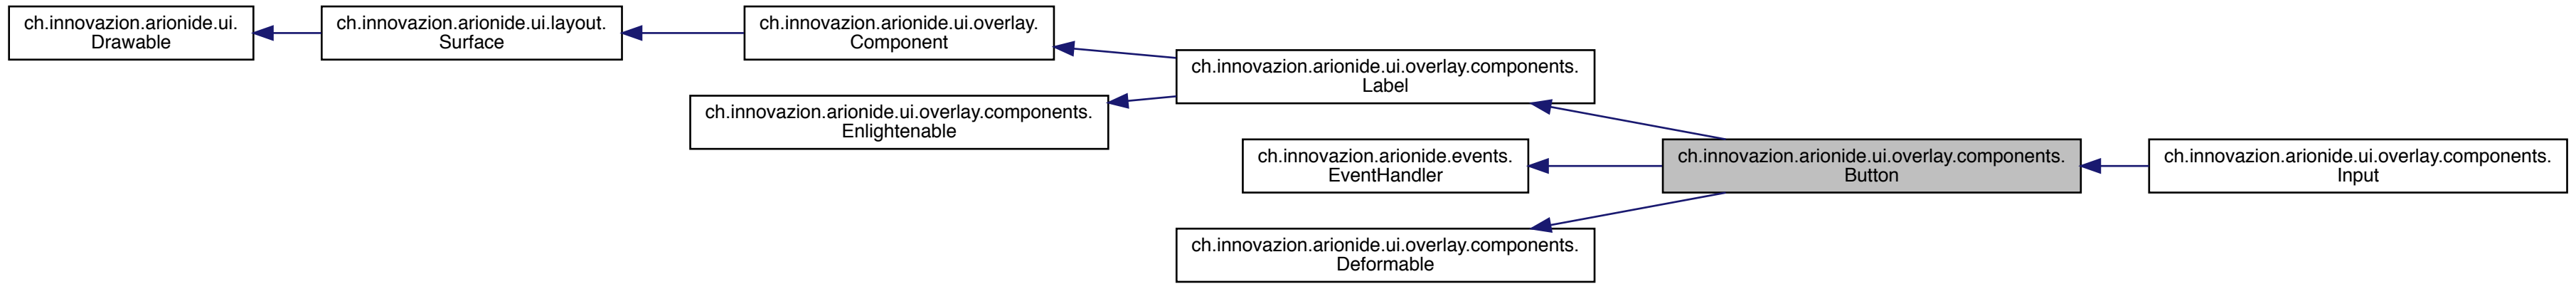 ch.innovazion.arionide.ui.
Drawable
ch.innovazion.arionide.ui.layout.
Surface
ch.innovazion.arionide.ui.overlay.
Component
ch.innovazion.arionide.ui.overlay.components.
Label
ch.innovazion.arionide.ui.overlay.components.
Enlightenable
ch.innovazion.arionide.events.
EventHandler
ch.innovazion.arionide.ui.overlay.components.
Button
ch.innovazion.arionide.ui.overlay.components.
Input
ch.innovazion.arionide.ui.overlay.components.
Deformable